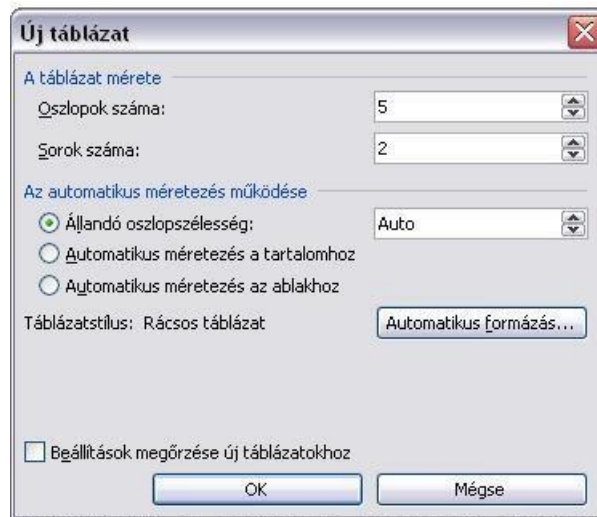 Új táblázat
A táblázat mérete
Oszlopok száma: 5
Sorok száma: 2
Az automatikus méretezés működése
Állandó oszlopszélesség: Auto
Automatikus méretezés a tartalomhoz
Automatikus méretezés az ablakhoz
Táblázatstílus: Rácsos táblázat Automatikus formázás...
Beállítások megőrzése új táblázatokhoz
OK Mégse